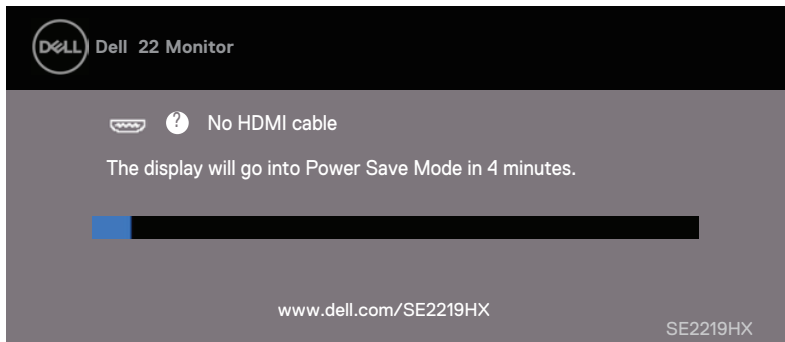 DELL Dell 22 Monitor
? No HDMI cable
The display will go into Power Save Mode in 4 minutes.
www.dell.com/SE2219HX
SE2219HX